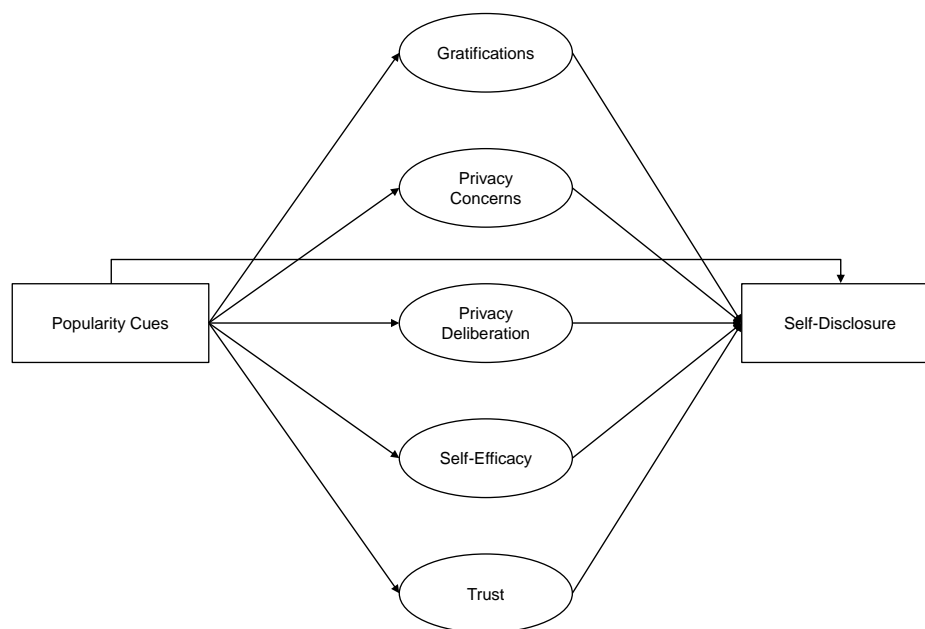 Gratifications
Privacy
Concerns
Popularity Cues
Privacy
Deliberation
Self-Disclosure
Self-Efficacy
Trust